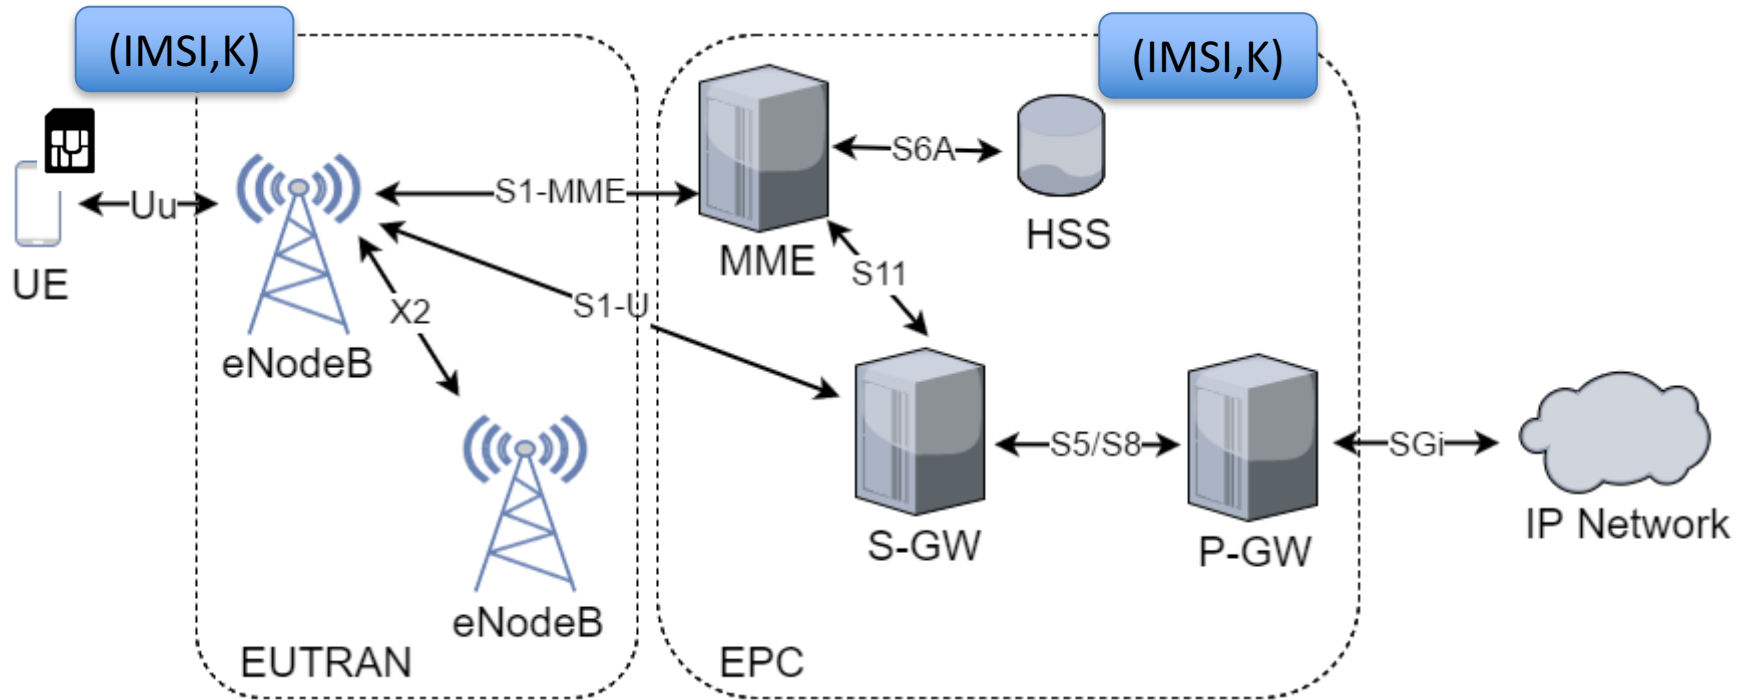 (IMSI,K)
(IMSI,K)
S6A
S1-MME
Uu
HSS
MME
S11
UE
S1-U
X2
eNodeB
S5/S8
SGi
IP Network
S-GW
P-GW
eNodeB
EUTRAN
EPC